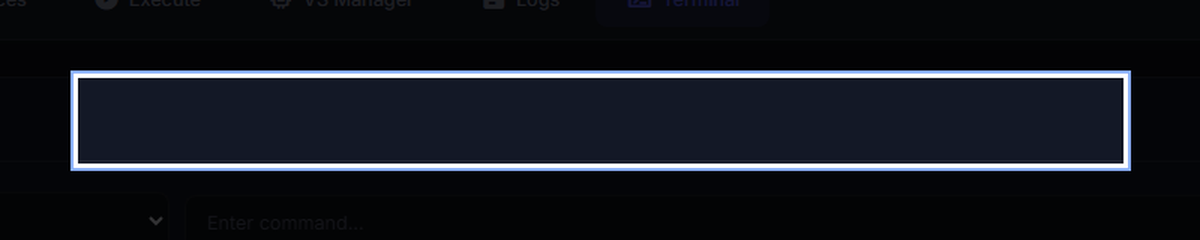 Execute
VS Manager
Logs
Terminal
Enter command...